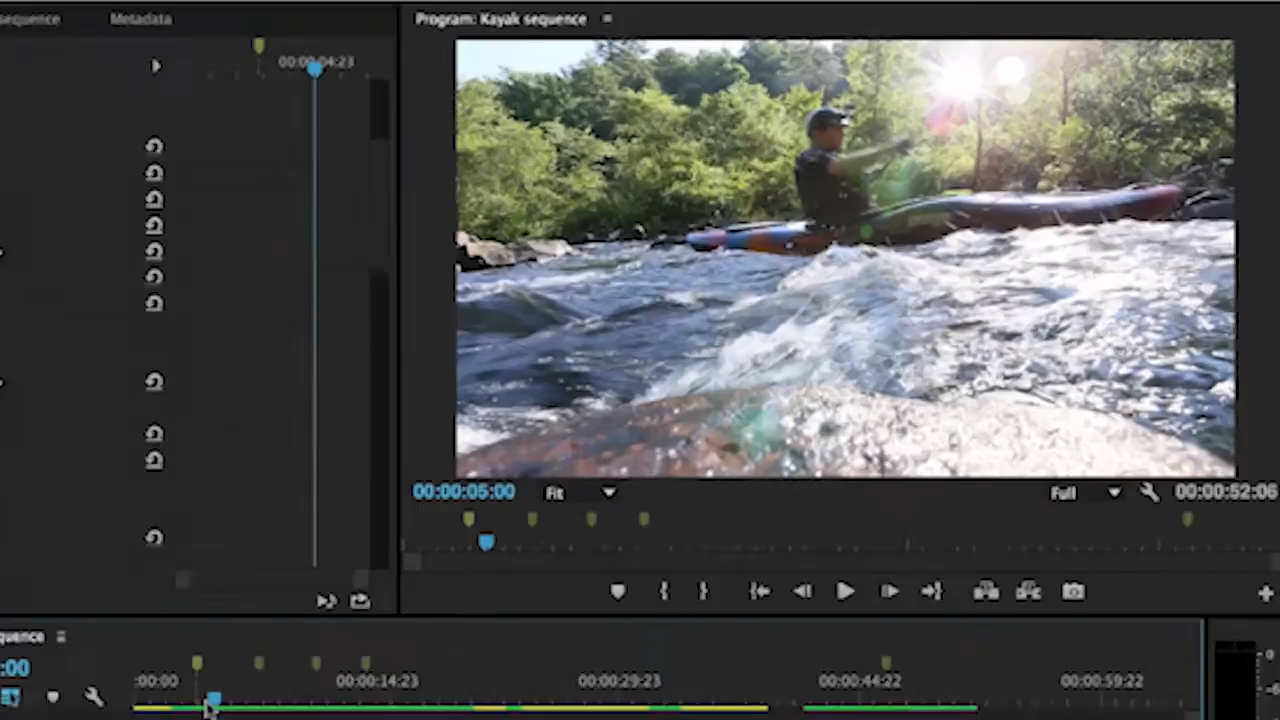 sequence
Metadata
Program: Kayak sequence
00:00:04:23
00:00:05:00
Fit
Full
00:00:52:06
quence
:00
:00:00
00:00:14:23
00:00:29:23
00:00:44:22
00:00:59:22
0